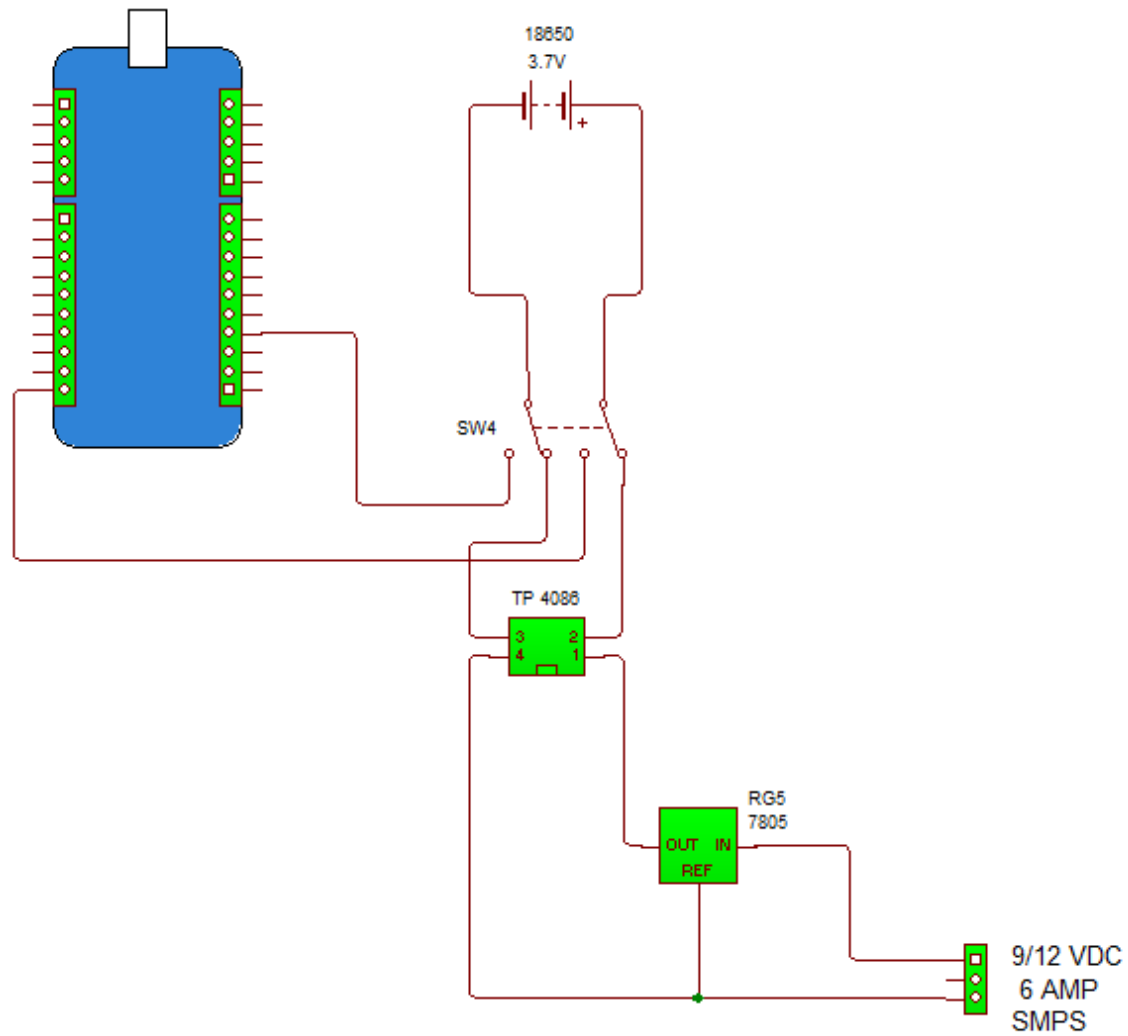 18650
3.7V
+
SW4
TP 4086
3 2
4 1
RG5
7805
OUT IN
REF
9/12 VDC
6 AMP
SMPS